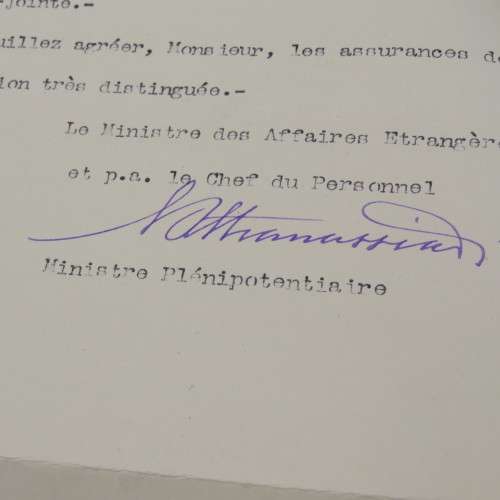 -jointe.-
uillez agréer, Monsieur, les assurances d
ion très distinguée.-
Le Ministre des Affaires Etrangère
et p.a. le Chef du Personnel
Ministre Plénipotentiaire